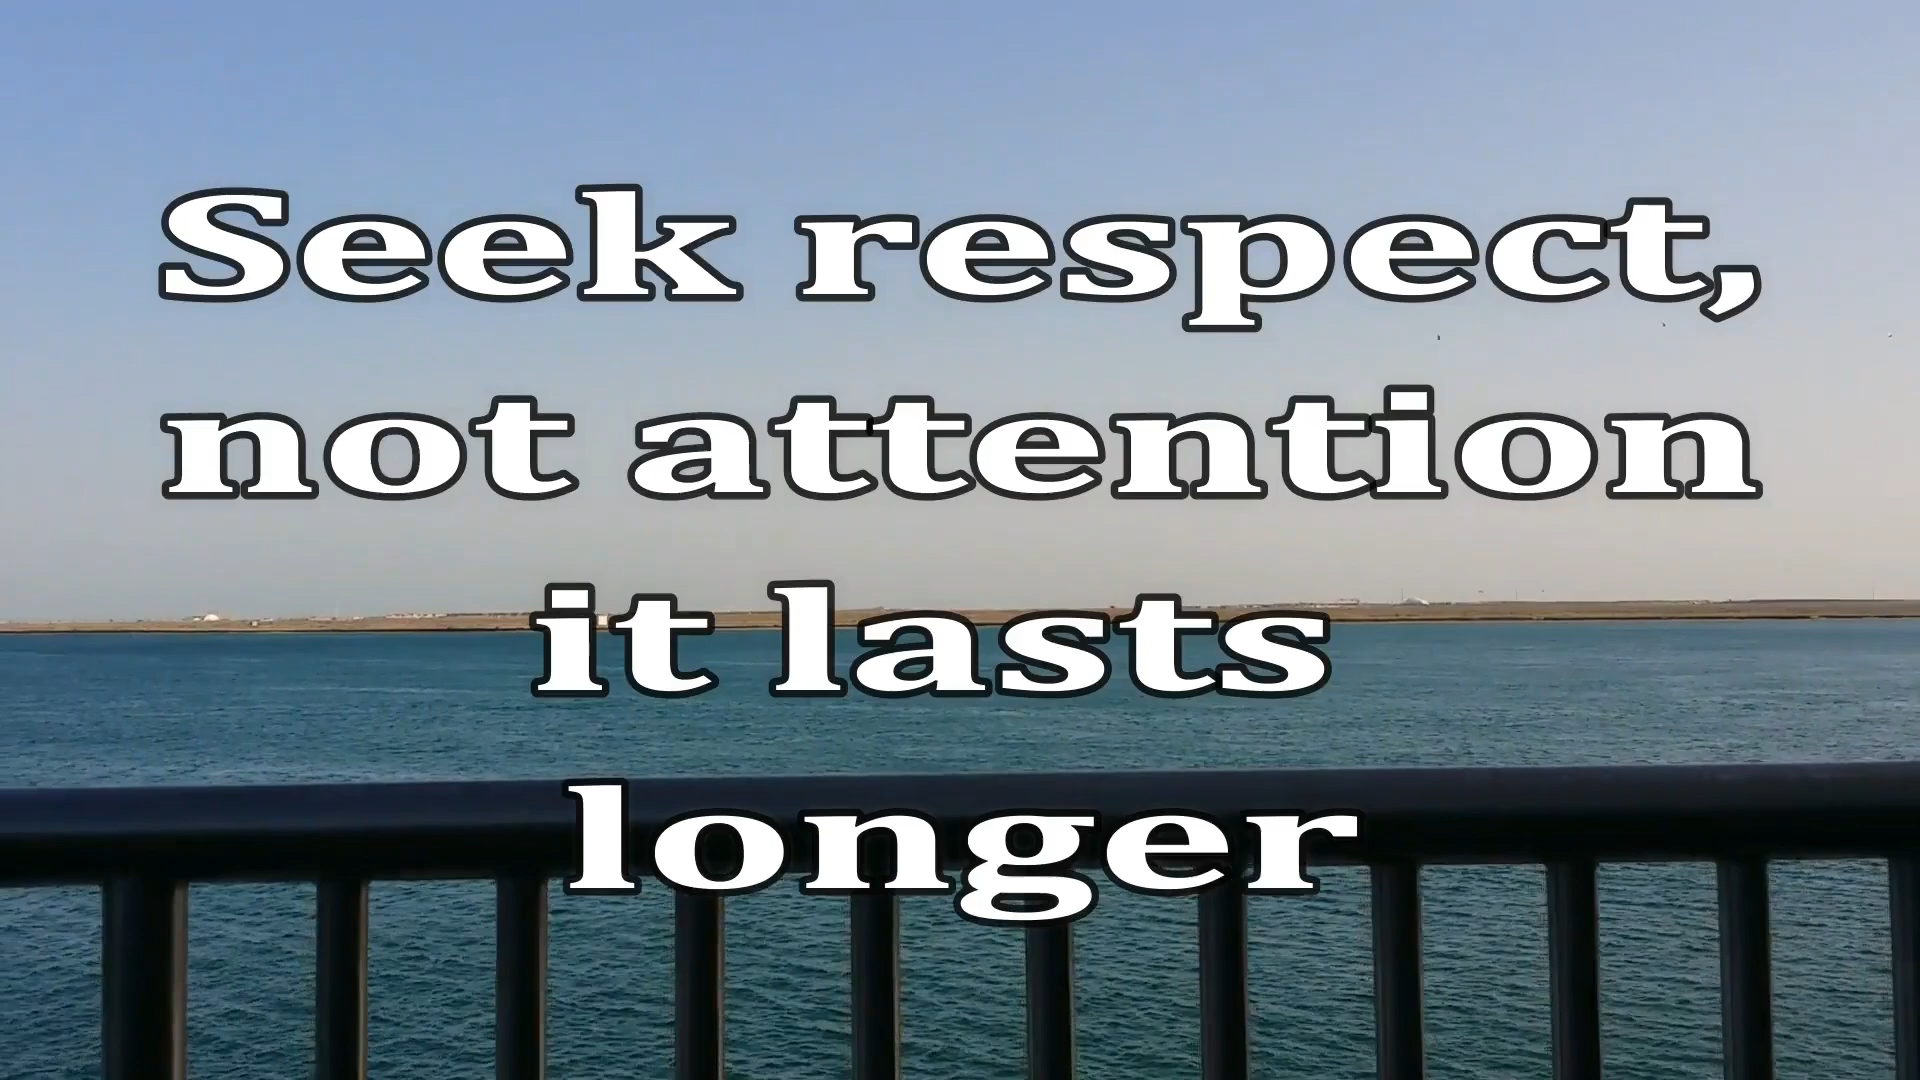 Seek respect,
not attention
it lasts
longer